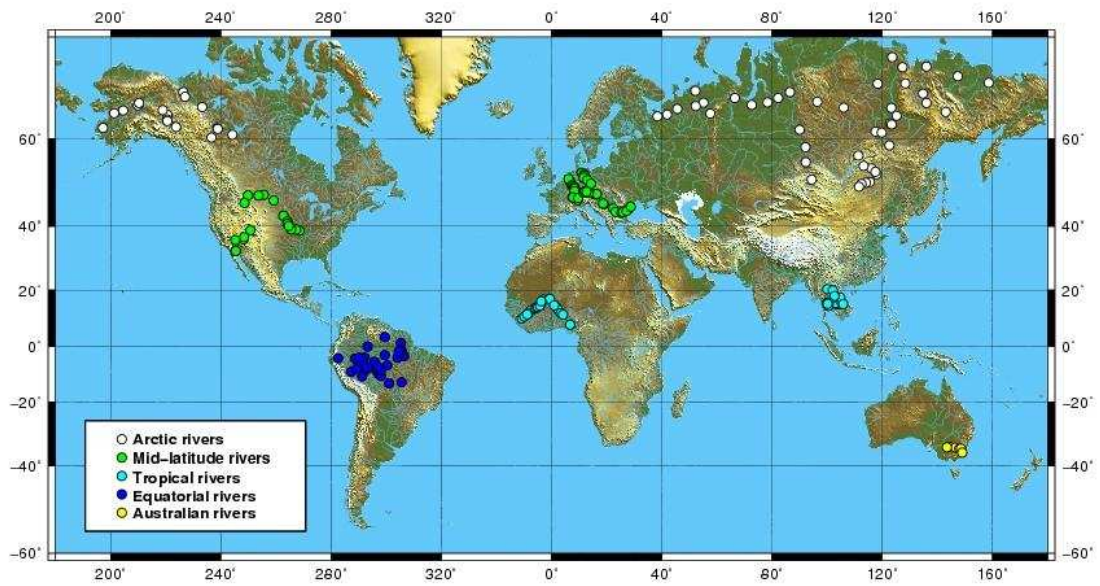 200° 240° 280° 320° 0° 40° 80° 120° 160°
60° 60°
40° 40°
20° 20°
0° 0°
−20° −20°
−40° −40°
−60° −60°
Arctic rivers
Mid−latitude rivers
Tropical rivers
Equatorial rivers
Australian rivers
200° 240° 280° 320° 0° 40° 80° 120° 160°